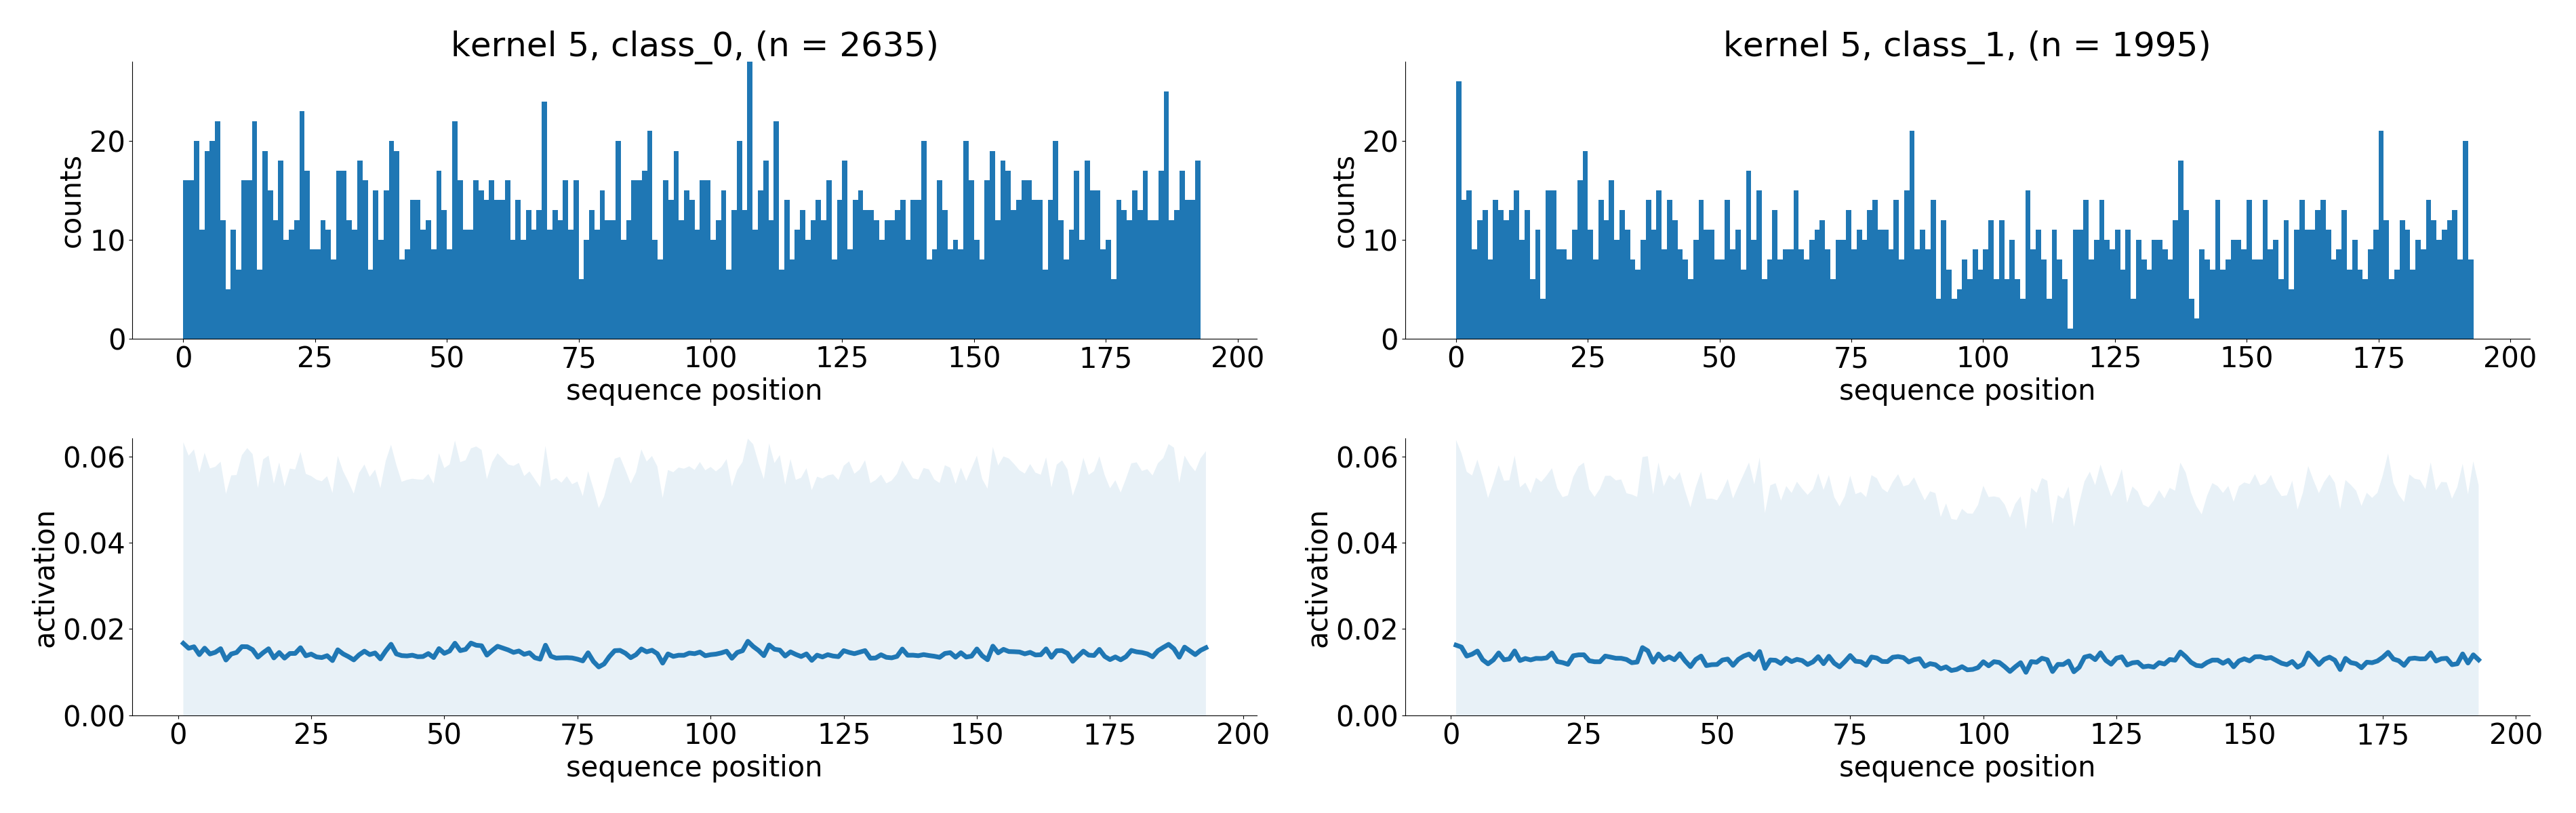 kernel 5, class_0, (n = 2635)
counts
20
10
0
0 25 50 75 100 125 150 175 200
sequence position
kernel 5, class_1, (n = 1995)
counts
20
10
0
0 25 50 75 100 125 150 175 200
sequence position
activation
0.06
0.04
0.02
0.00
0 25 50 75 100 125 150 175 200
sequence position
activation
0.06
0.04
0.02
0.00
0 25 50 75 100 125 150 175 200
sequence position